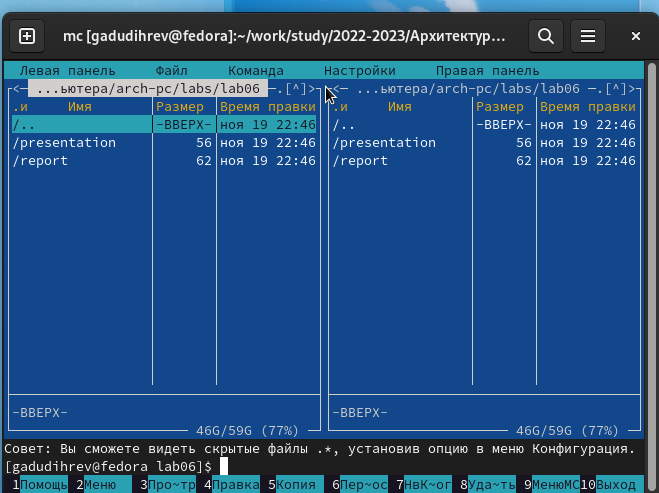 mc [gadudihrev@fedora]:~/work/study/2022-2023/Архитектур...
Левая панель Файл Команда Настройки Правая панель
<— ...ьютера/arch-pc/labs/lab06 —.[^]> <— ...ьютера/arch-pc/labs/lab06 —.[^]>
.и Имя Размер Время правки .и Имя Размер Время правки
/.. -ВВЕРХ- ноя 19 22:46 /.. -ВВЕРХ- ноя 19 22:46
/presentation 56 ноя 19 22:46 /presentation 56 ноя 19 22:46
/report 62 ноя 19 22:46 /report 62 ноя 19 22:46
-ВВЕРХ- -ВВЕРХ-
46G/59G (77%) 46G/59G (77%)
Совет: Вы сможете видеть скрытые файлы .*, установив опцию в меню Конфигурация.
[gadudihrev@fedora lab06]$
1Помощь 2Меню 3Про~тр 4Правка 5Копия 6Пер~ос 7НвК~ог 8Уда~ть 9МенюMC 10Выход